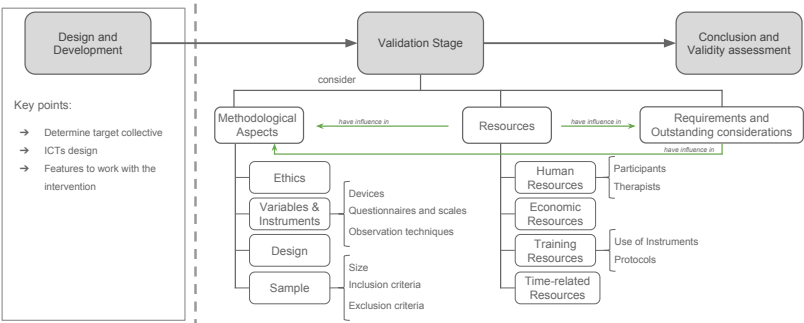 Design and
Development
Validation Stage
Conclusion and
Validity assessment
consider
Key points:
➔ Determine target collective
➔ ICTs design
➔ Features to work with the
intervention
Methodological
Aspects
have influence in
Resources
have influence in
Requirements and
Outstanding considerations
have influence in
Ethics
Variables &
Instruments
Devices
Questionnaires and scales
Observation techniques
Design
Sample
Size
Inclusion criteria
Exclusion criteria
Human
Resources
Participants
Therapists
Economic
Resources
Training
Resources
Use of Instruments
Protocols
Time-related
Resources